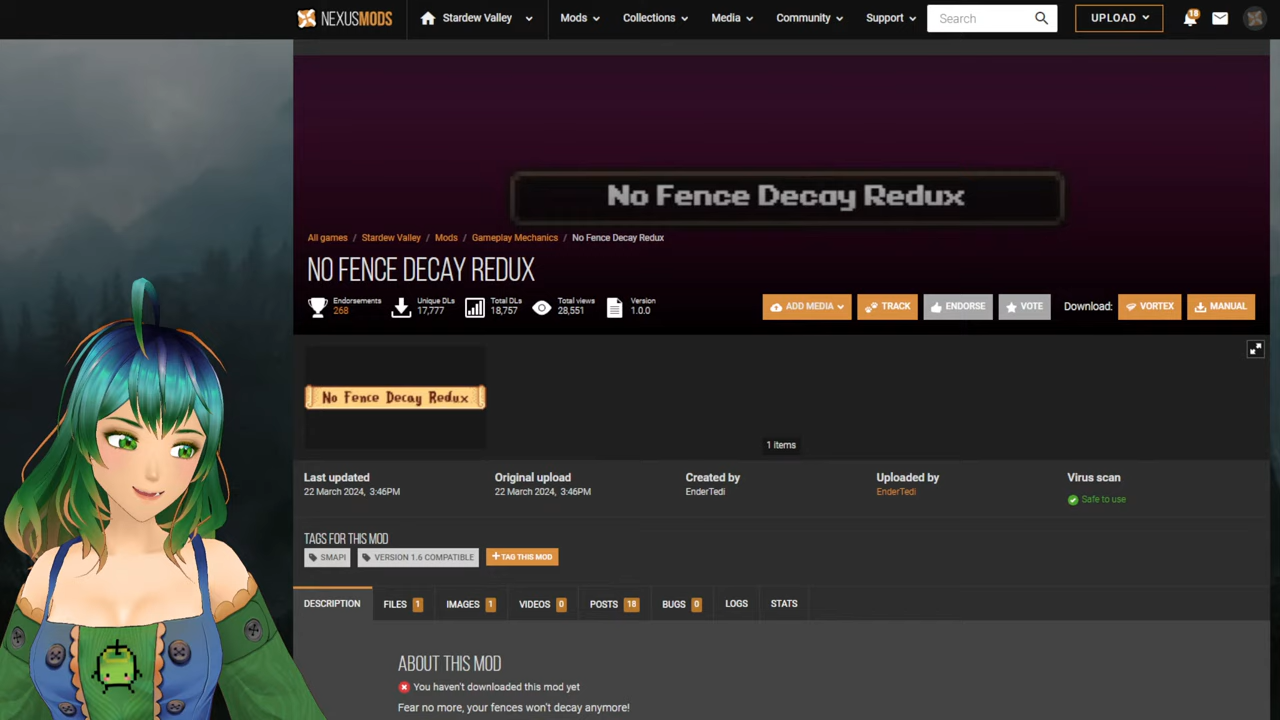 NEXUSMODS
Stardew Valley
Mods
Collections
Media
Community
Support
Search
UPLOAD
18
No Fence Decay Redux
All games / Stardew Valley / Mods / Gameplay Mechanics / No Fence Decay Redux
NO FENCE DECAY REDUX
Endorsements
268
Unique DLs
17,777
Total DLs
18,757
Total views
28,551
Version
1.0.0
ADD MEDIA
TRACK
ENDORSE
VOTE
Download:
VORTEX
MANUAL
No Fence Decay Redux
1 items
Last updated
22 March 2024, 3:46PM
Original upload
22 March 2024, 3:46PM
Created by
EnderTedi
Uploaded by
EnderTedi
Virus scan
Safe to use
TAGS FOR THIS MOD
SMAPI
VERSION 1.6 COMPATIBLE
+TAG THIS MOD
DESCRIPTION
FILES 1
IMAGES 1
VIDEOS 0
POSTS 18
BUGS 0
LOGS
STATS
ABOUT THIS MOD
You haven't downloaded this mod yet
Fear no more, your fences won't decay anymore!